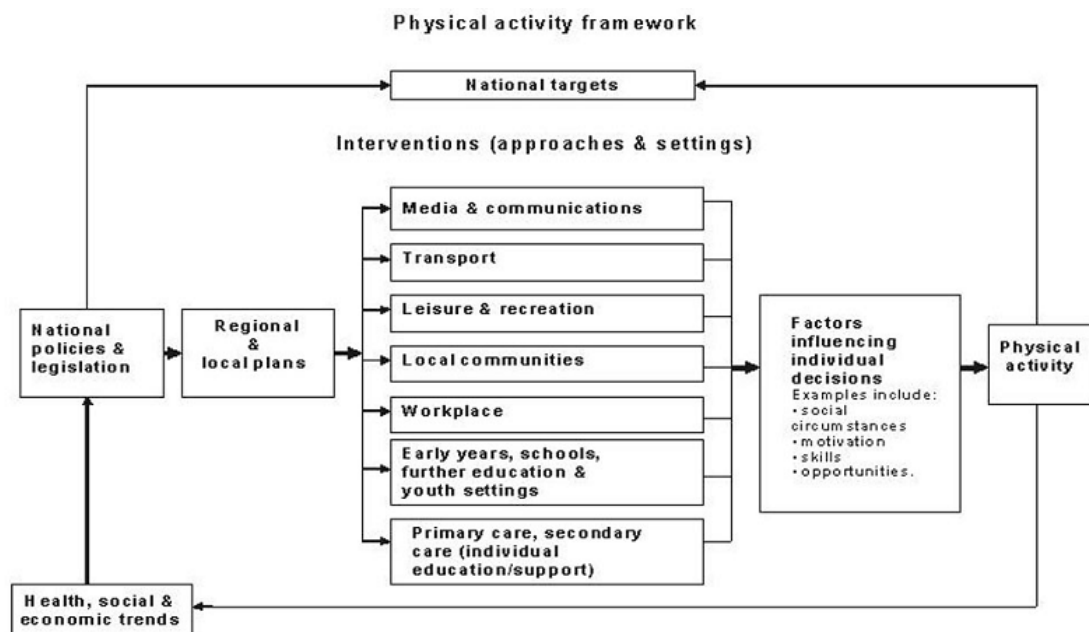 Physical activity framework
National targets
Interventions (approaches & settings)
Media & communications
Transport
Leisure & recreation
Local communities
Workplace
Early years, schools,
further education &
youth settings
Primary care, secondary
care (individual
education/support)
National
policies &
legislation
Regional
&
local plans
Factors
influencing
individual
decisions
Examples include:
• social
circumstances
• motivation
• skills
• opportunities.
Physical
activity
Health, social &
economic trends